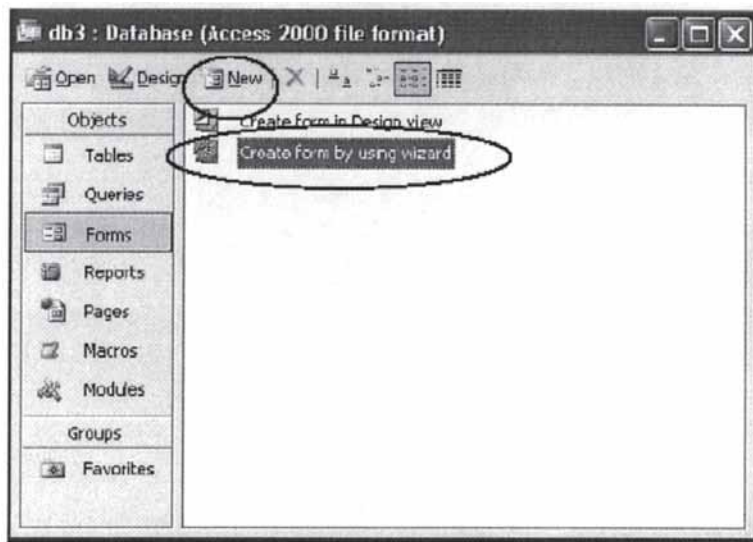 db3 : Database (Access 2000 file format)
Open Design New
Objects
Tables
Queries
Forms
Reports
Pages
Macros
Modules
Groups
Favorites
Create form in Design view
Create form by using wizard